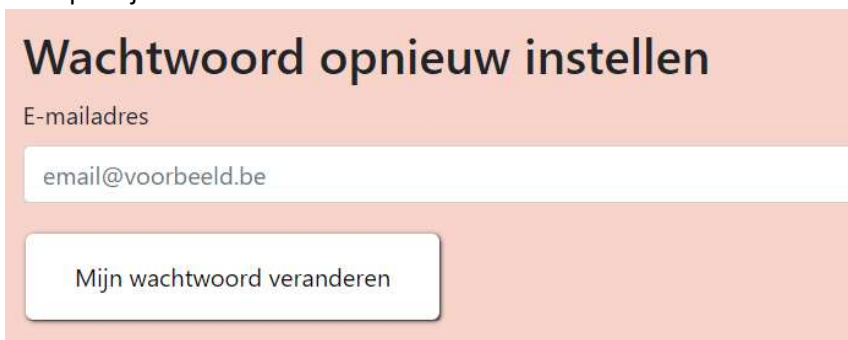 Wachtwoord opnieuw instellen
E-mailadres
email@voorbeeld.be
Mijn wachtwoord veranderen